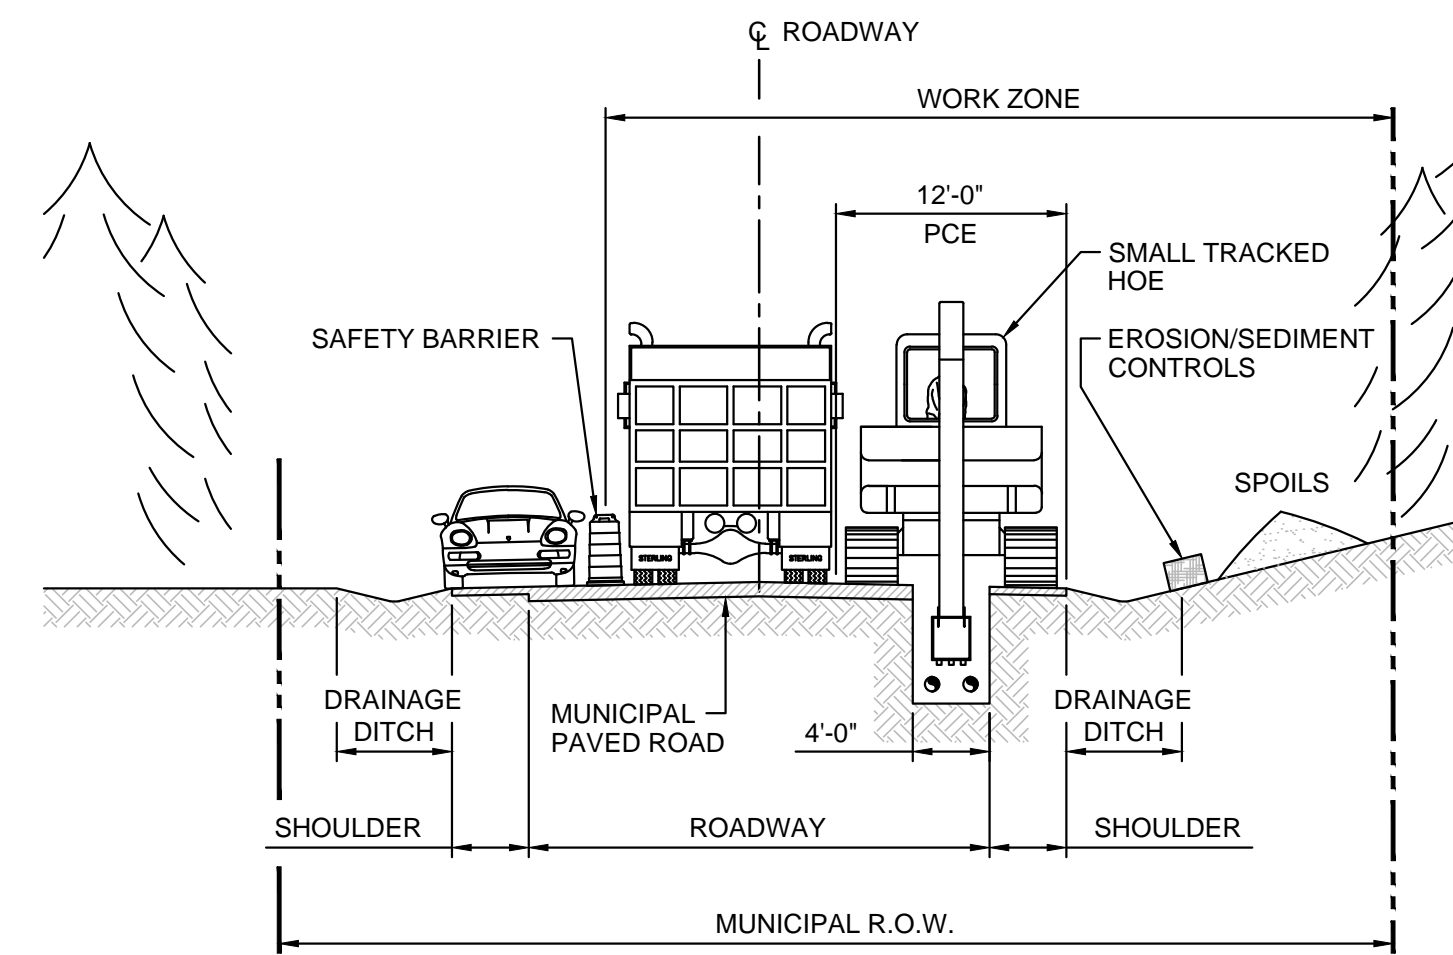 ℄ ROADWAY
WORK ZONE
12'-0"
PCE
SMALL TRACKED
HOE
SAFETY BARRIER
EROSION/SEDIMENT
CONTROLS
SPOILS
STERLING
STERLING
DRAINAGE
DITCH
MUNICIPAL
PAVED ROAD
4'-0"
DRAINAGE
DITCH
SHOULDER
ROADWAY
SHOULDER
MUNICIPAL R.O.W.